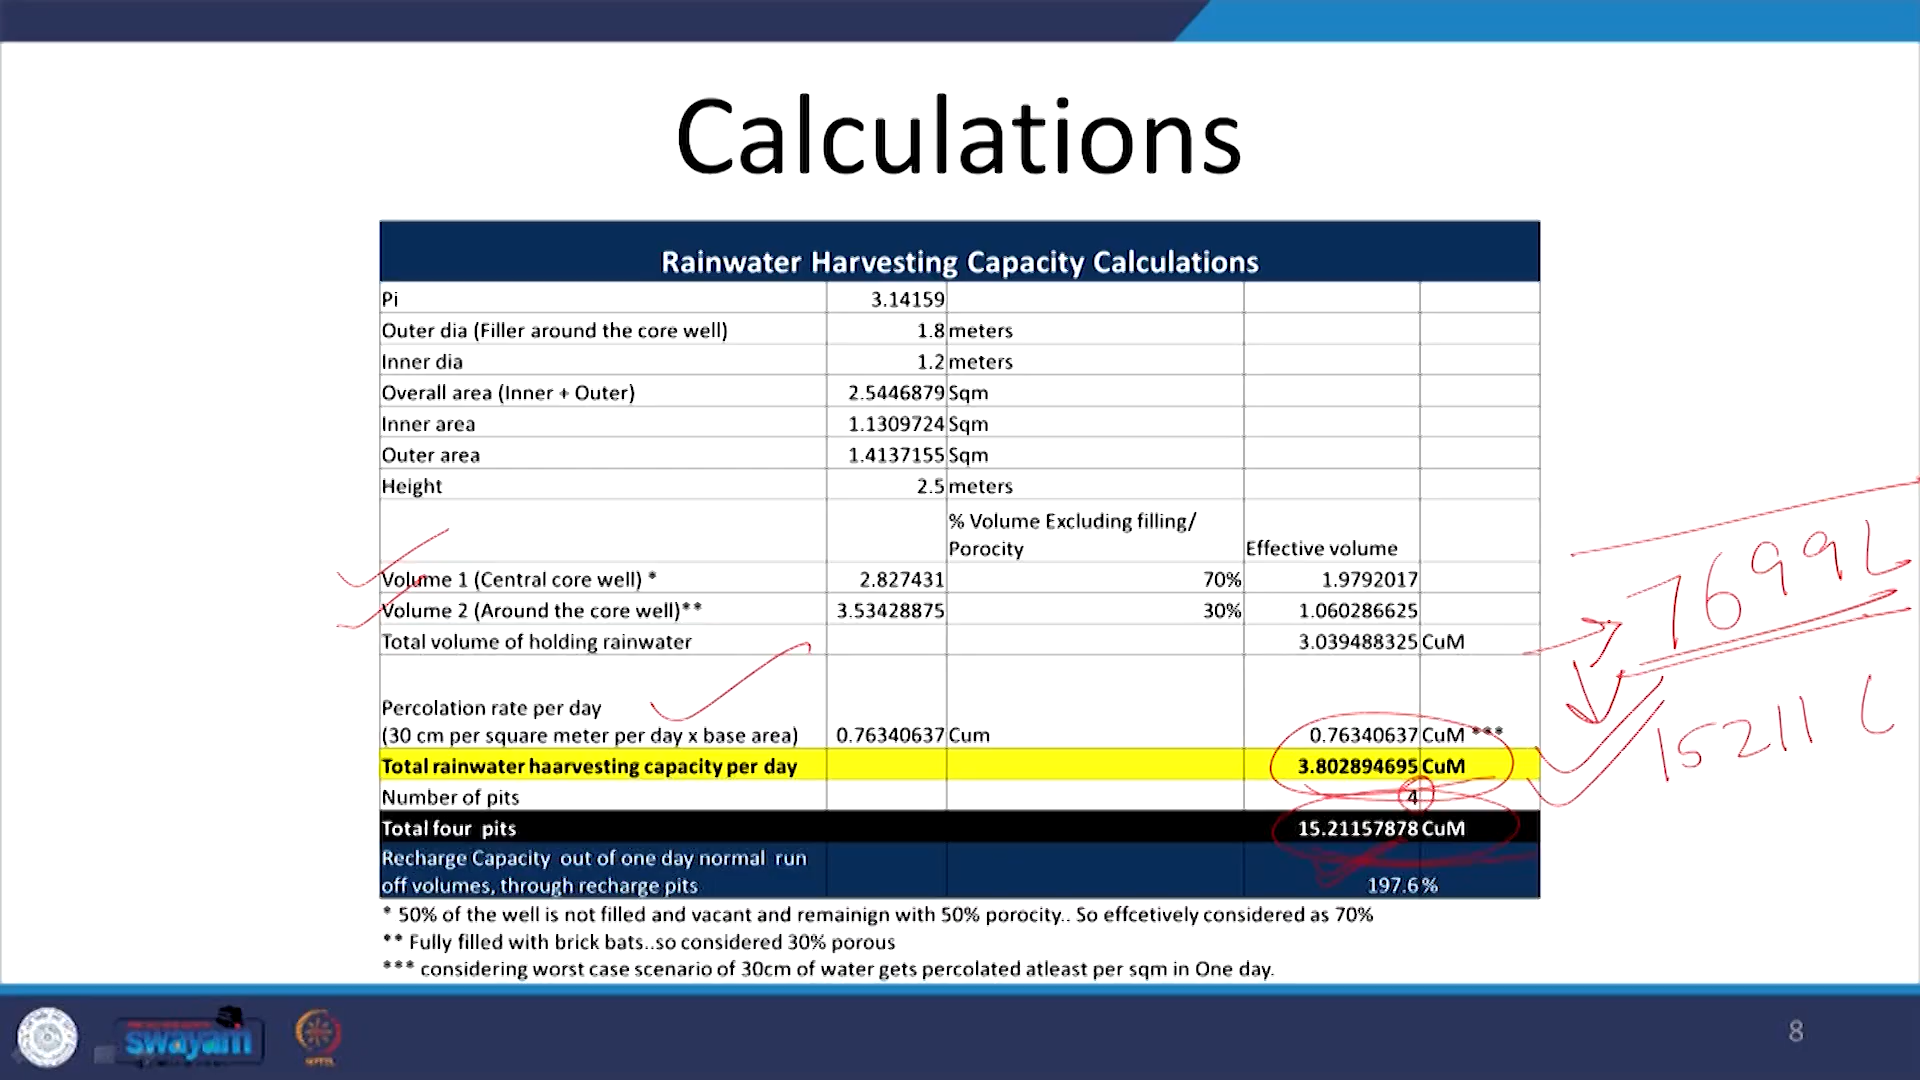 Calculations
Rainwater Harvesting Capacity Calculations
Pi 3.14159
Outer dia (Filler around the core well) 1.8 meters
Inner dia 1.2 meters
Overall area (Inner + Outer) 2.5446879 Sqm
Inner area 1.1309724 Sqm
Outer area 1.4137155 Sqm
Height 2.5 meters
% Volume Excluding filling/
Porocity Effective volume
Volume 1 (Central core well) * 2.827431 70% 1.9792017
Volume 2 (Around the core well)** 3.53428875 30% 1.060286625
Total volume of holding rainwater 3.039488325 CuM
7699L
Percolation rate per day
(30 cm per square meter per day x base area) 0.76340637 Cum 0.76340637 CuM ***
15211 L
Total rainwater haarvesting capacity per day 3.802894695 CuM
Number of pits 4
Total four pits 15.21157878 CuM
Recharge Capacity out of one day normal run
off volumes, through recharge pits 197.6 %
* 50% of the well is not filled and vacant and remainign with 50% porocity.. So effcetively considered as 70%
** Fully filled with brick bats..so considered 30% porous
*** considering worst case scenario of 30cm of water gets percolated atleast per sqm in One day.
swayam
8